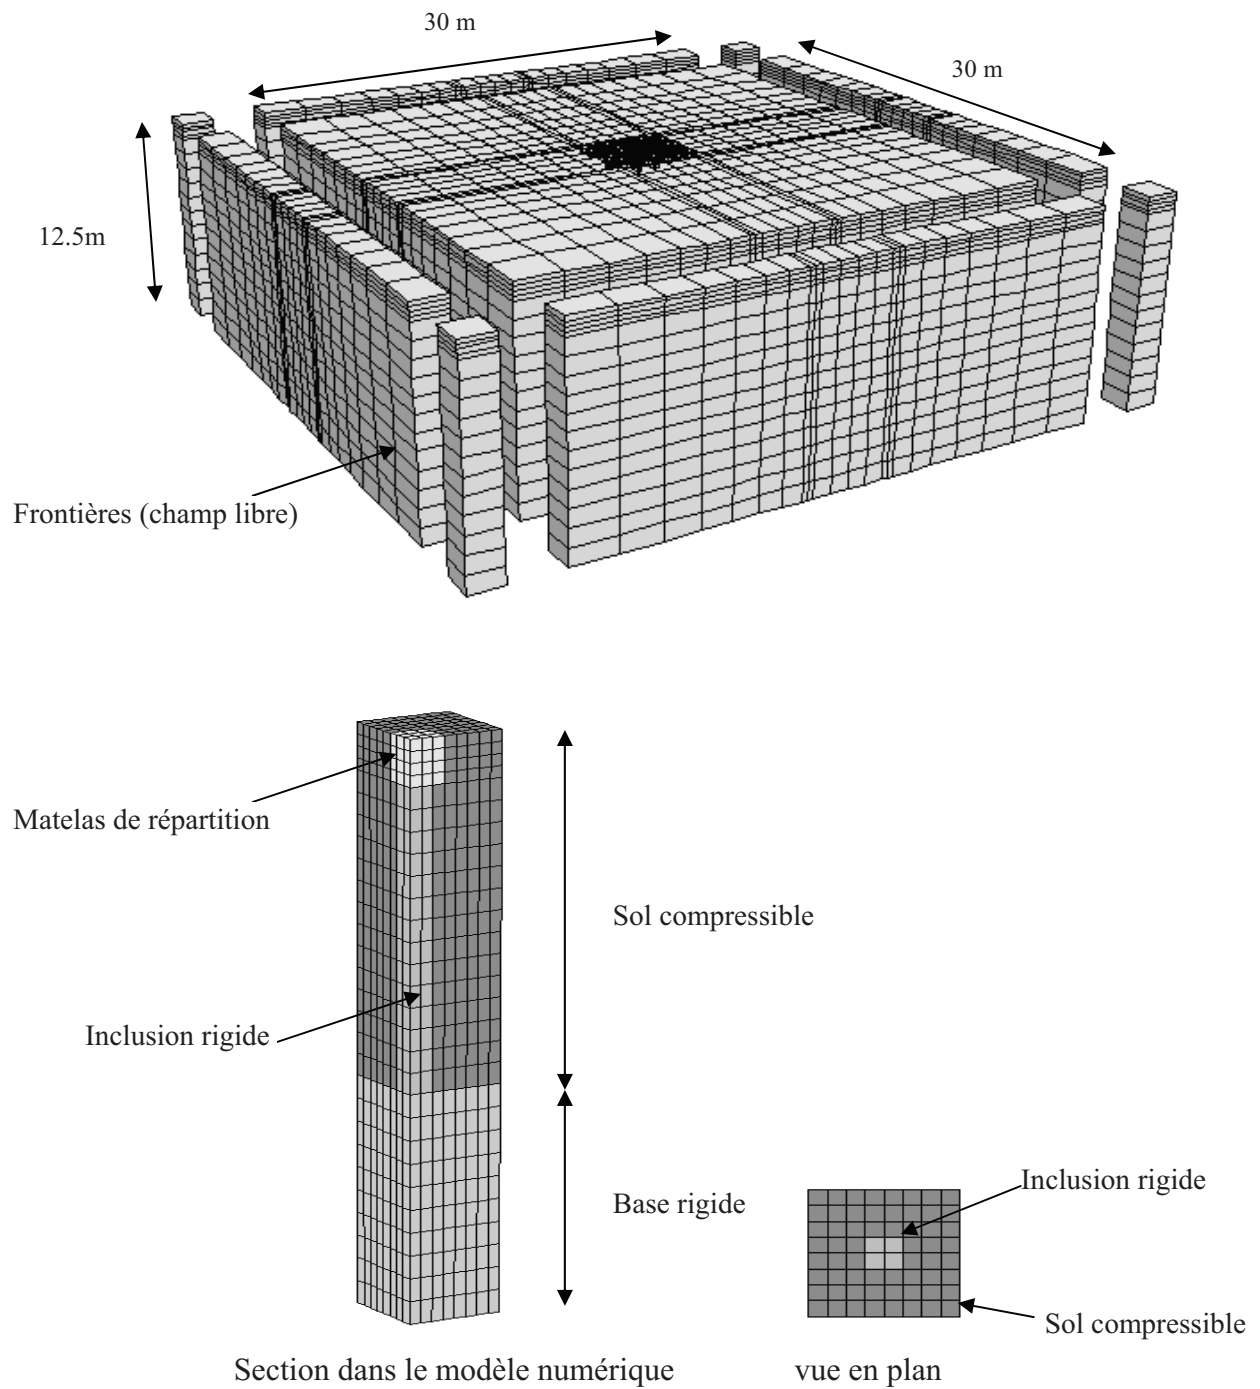 30 m
30 m
12.5m
Frontières (champ libre)
Matelas de répartition
Sol compressible
Inclusion rigide
Base rigide
Inclusion rigide
Sol compressible
Section dans le modèle numérique
vue en plan